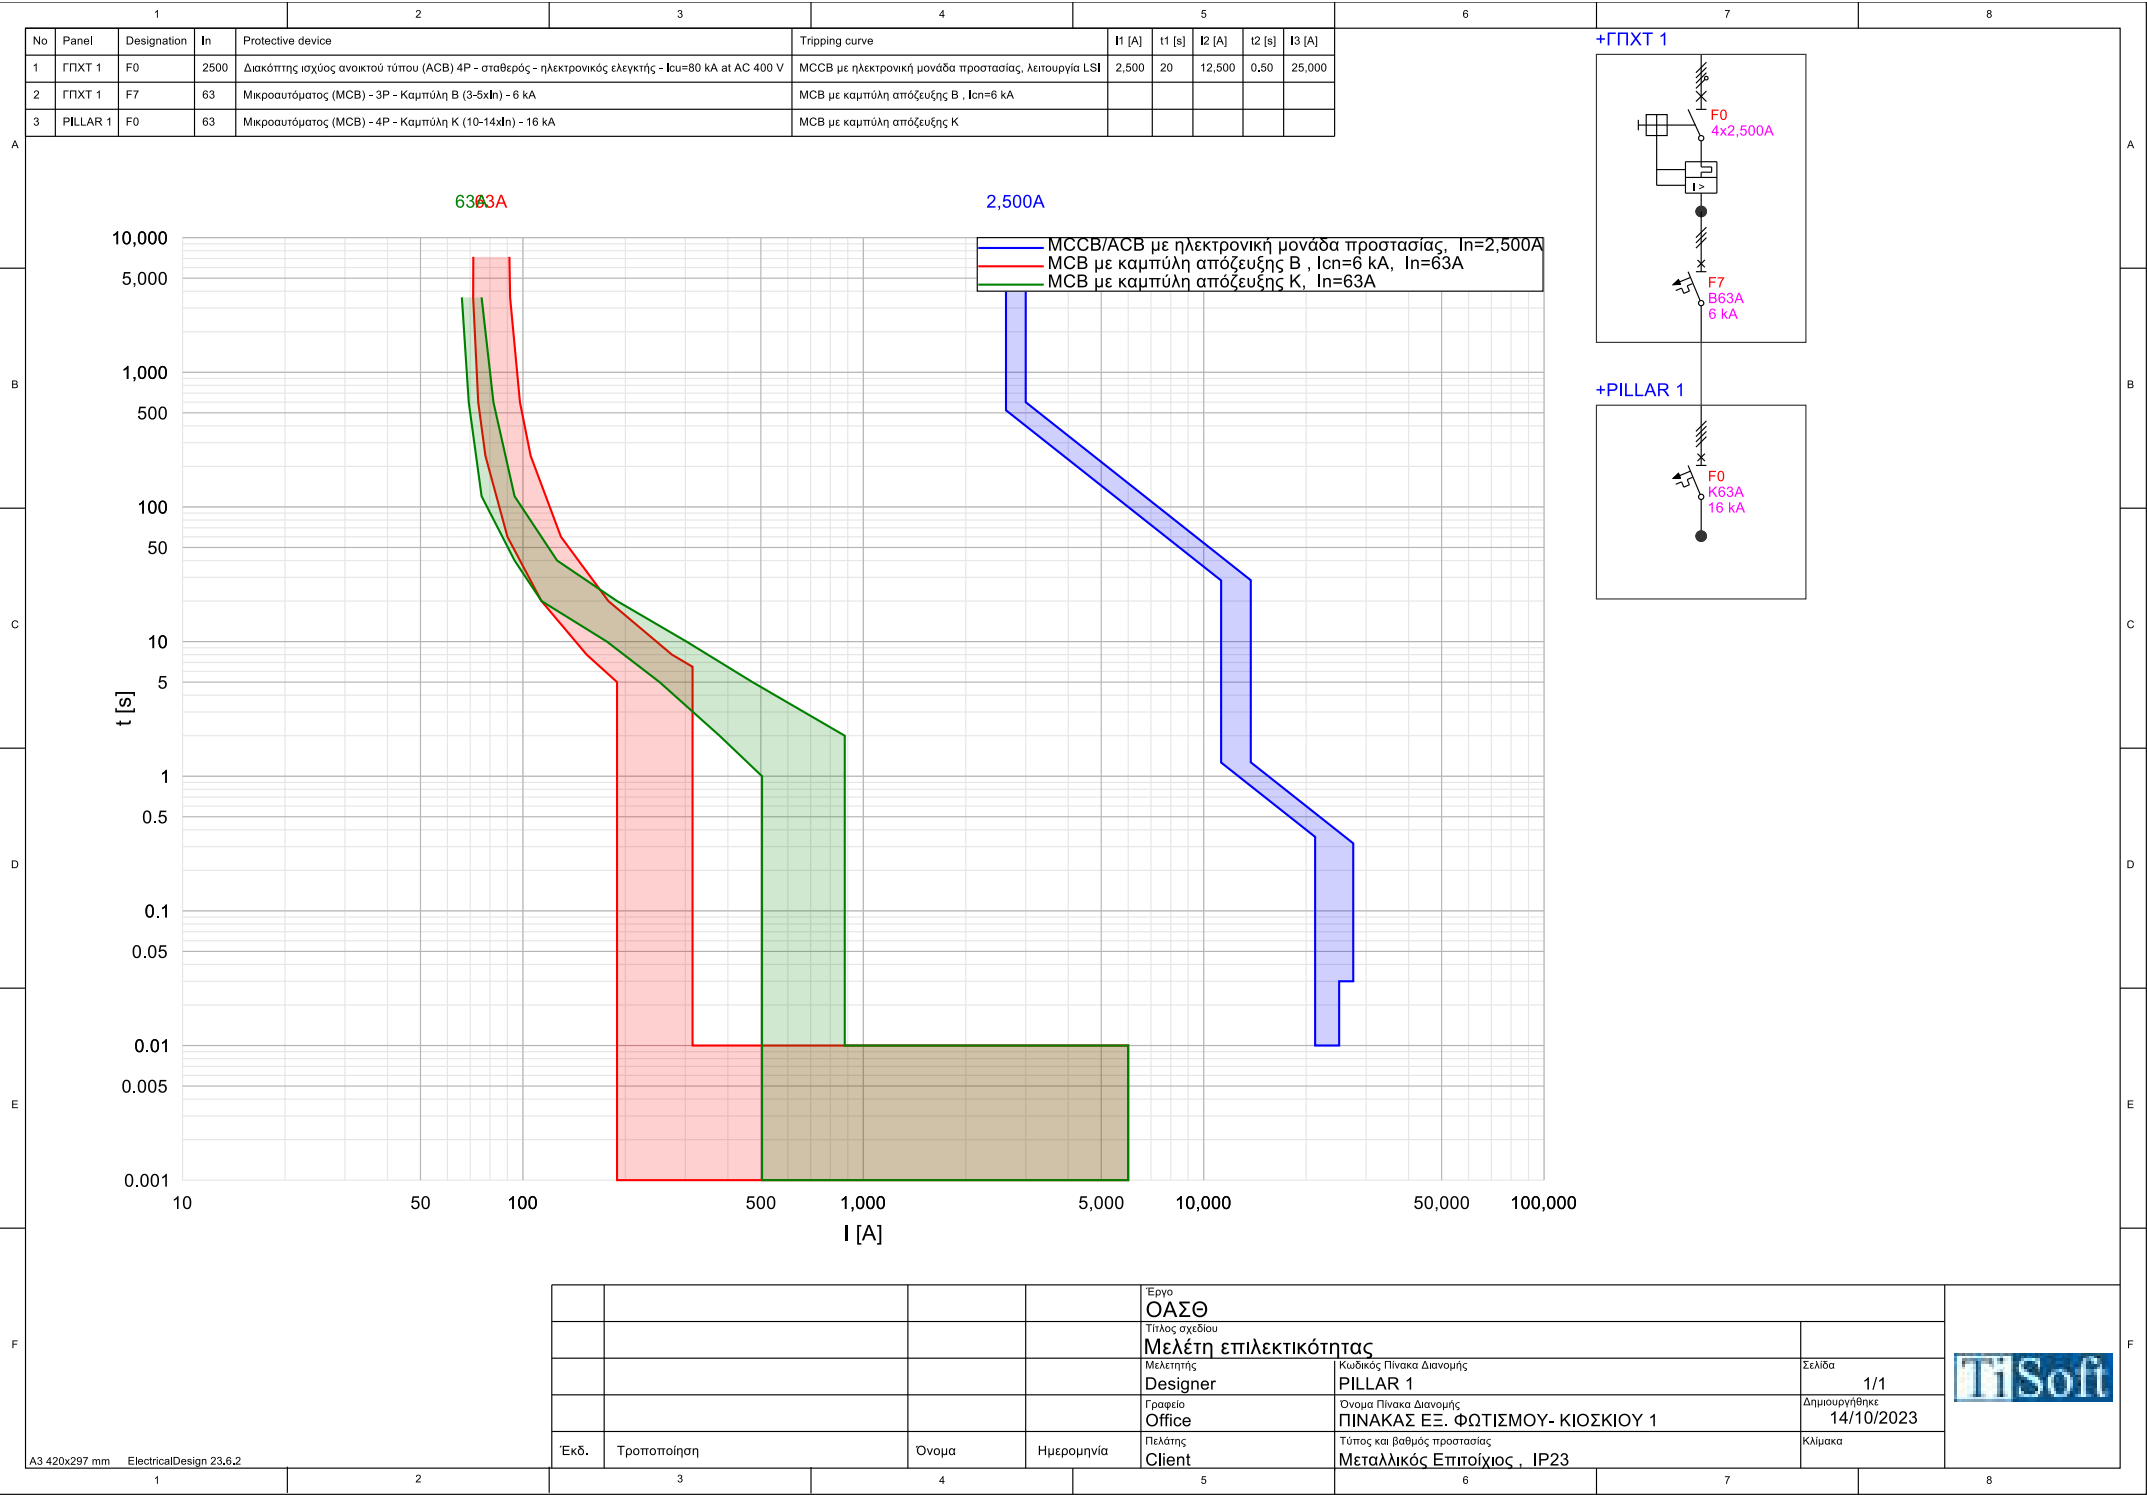 1 2 3 4 5 6 7 8
No Panel Designation In Protective device Tripping curve I1 [A] t1 [s] I2 [A] t2 [s] I3 [A]
1 ΓΠΧΤ 1 F0 2500 Διακόπτης ισχύος ανοικτού τύπου (ACB) 4P - σταθερός - ηλεκτρονικός ελεγκτής - Icu=80 kA at AC 400 V MCCB με ηλεκτρονική μονάδα προστασίας, λειτουργία LSI 2,500 20 12,500 0.50 25,000
2 ΓΠΧΤ 1 F7 63 Μικροαυτόματος (MCB) - 3P - Καμπύλη B (3-5xIn) - 6 kA MCB με καμπύλη απόζευξης B , Icn=6 kA
3 PILLAR 1 F0 63 Μικροαυτόματος (MCB) - 4P - Καμπύλη K (10-14xIn) - 16 kA MCB με καμπύλη απόζευξης K
+ΓΠΧΤ 1
F0
4x2,500A
I >
F7
B63A
6 kA
+PILLAR 1
F0
K63A
16 kA
A
B
C
D
E
F
A
B
C
D
E
F
63A 63A 2,500A
MCCB/ACB με ηλεκτρονική μονάδα προστασίας, In=2,500A
MCB με καμπύλη απόζευξης B , Icn=6 kA, In=63A
MCB με καμπύλη απόζευξης K, In=63A
10,000
5,000
1,000
500
100
50
10
5
1
0.5
0.1
0.05
0.01
0.005
0.001
t [s]
10 50 100 500 1,000 5,000 10,000 50,000 100,000
I [A]
Έργο
ΟΑΣΘ
Τίτλος σχεδίου
Μελέτη επιλεκτικότητας
Μελετητής Κωδικός Πίνακα Διανομής Σελίδα
Designer PILLAR 1 1/1
Γραφείο Όνομα Πίνακα Διανομής Δημιουργήθηκε
Office ΠΙΝΑΚΑΣ ΕΞ. ΦΩΤΙΣΜΟΥ- ΚΙΟΣΚΙΟΥ 1 14/10/2023
Πελάτης Τύπος και βαθμός προστασίας Κλίμακα
Client Μεταλλικός Επιτοίχιος , IP23
Έκδ. Τροποποίηση Όνομα Ημερομηνία
TiSoft
A3 420x297 mm ElectricalDesign 23.6.2
1 2 3 4 5 6 7 8